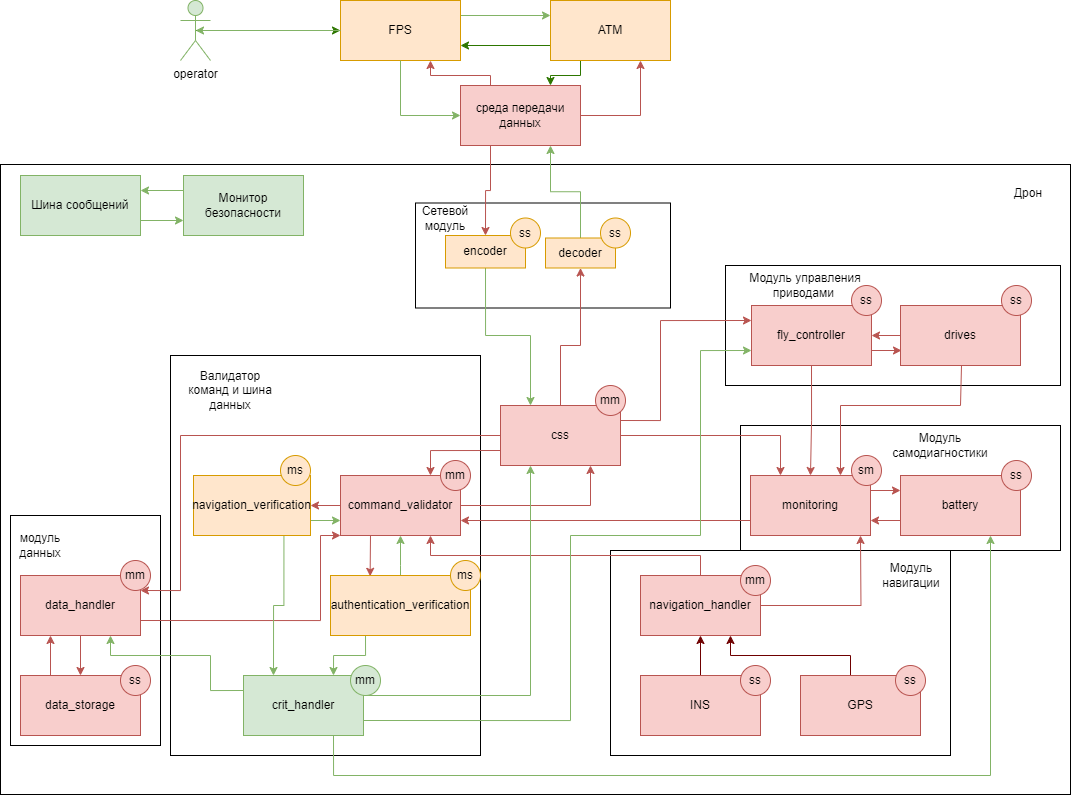 FPS
ATM
operator
среда передачи
данных
Шина сообщений
Монитор
безопасности
Дрон
Сетевой
модуль
encoder
ss
decoder
ss
Модуль управления
приводами
fly_controller
sm
drives
ss
Валидатор
команд и шина
данных
css
mm
Модуль
самодиагностики
monitoring
sm
battery
ss
navigation_verification
ms
command_validator
mm
authentication_verification
ms
crit_handler
mm
модуль
данных
data_handler
mm
data_storage
ss
Модуль
навигации
navigation_handler
mm
INS
ss
GPS
ss